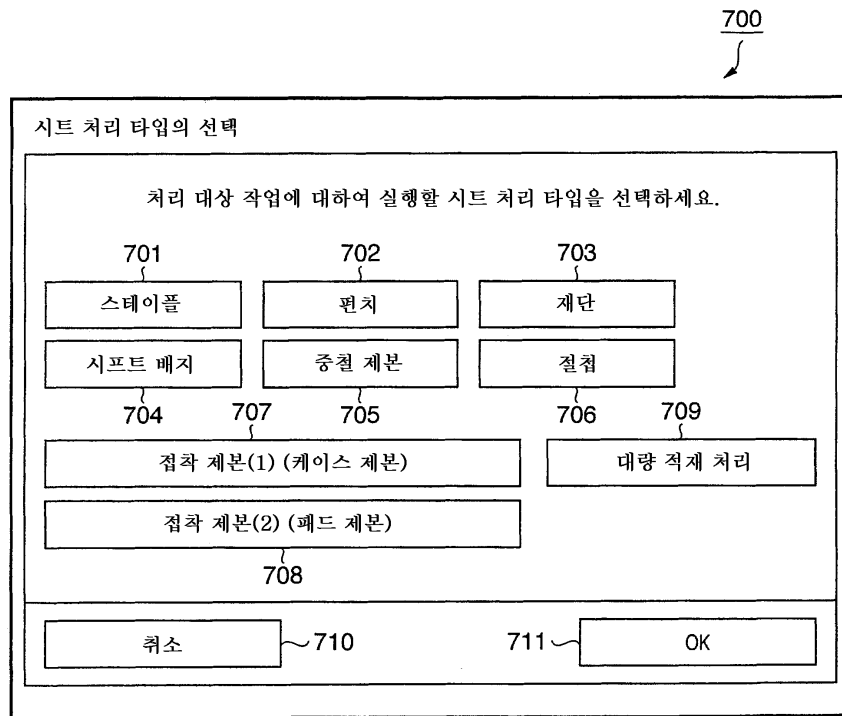 700
시트 처리 타입의 선택
처리 대상 작업에 대하여 실행할 시트 처리 타입을 선택하세요.
701 702 703
스테이플 펀치 재단
시프트 배지 중철 제본 절첩
704 707 705 706 709
접착 제본(1) (케이스 제본) 대량 적재 처리
접착 제본(2) (패드 제본)
708
취소 710 711 OK